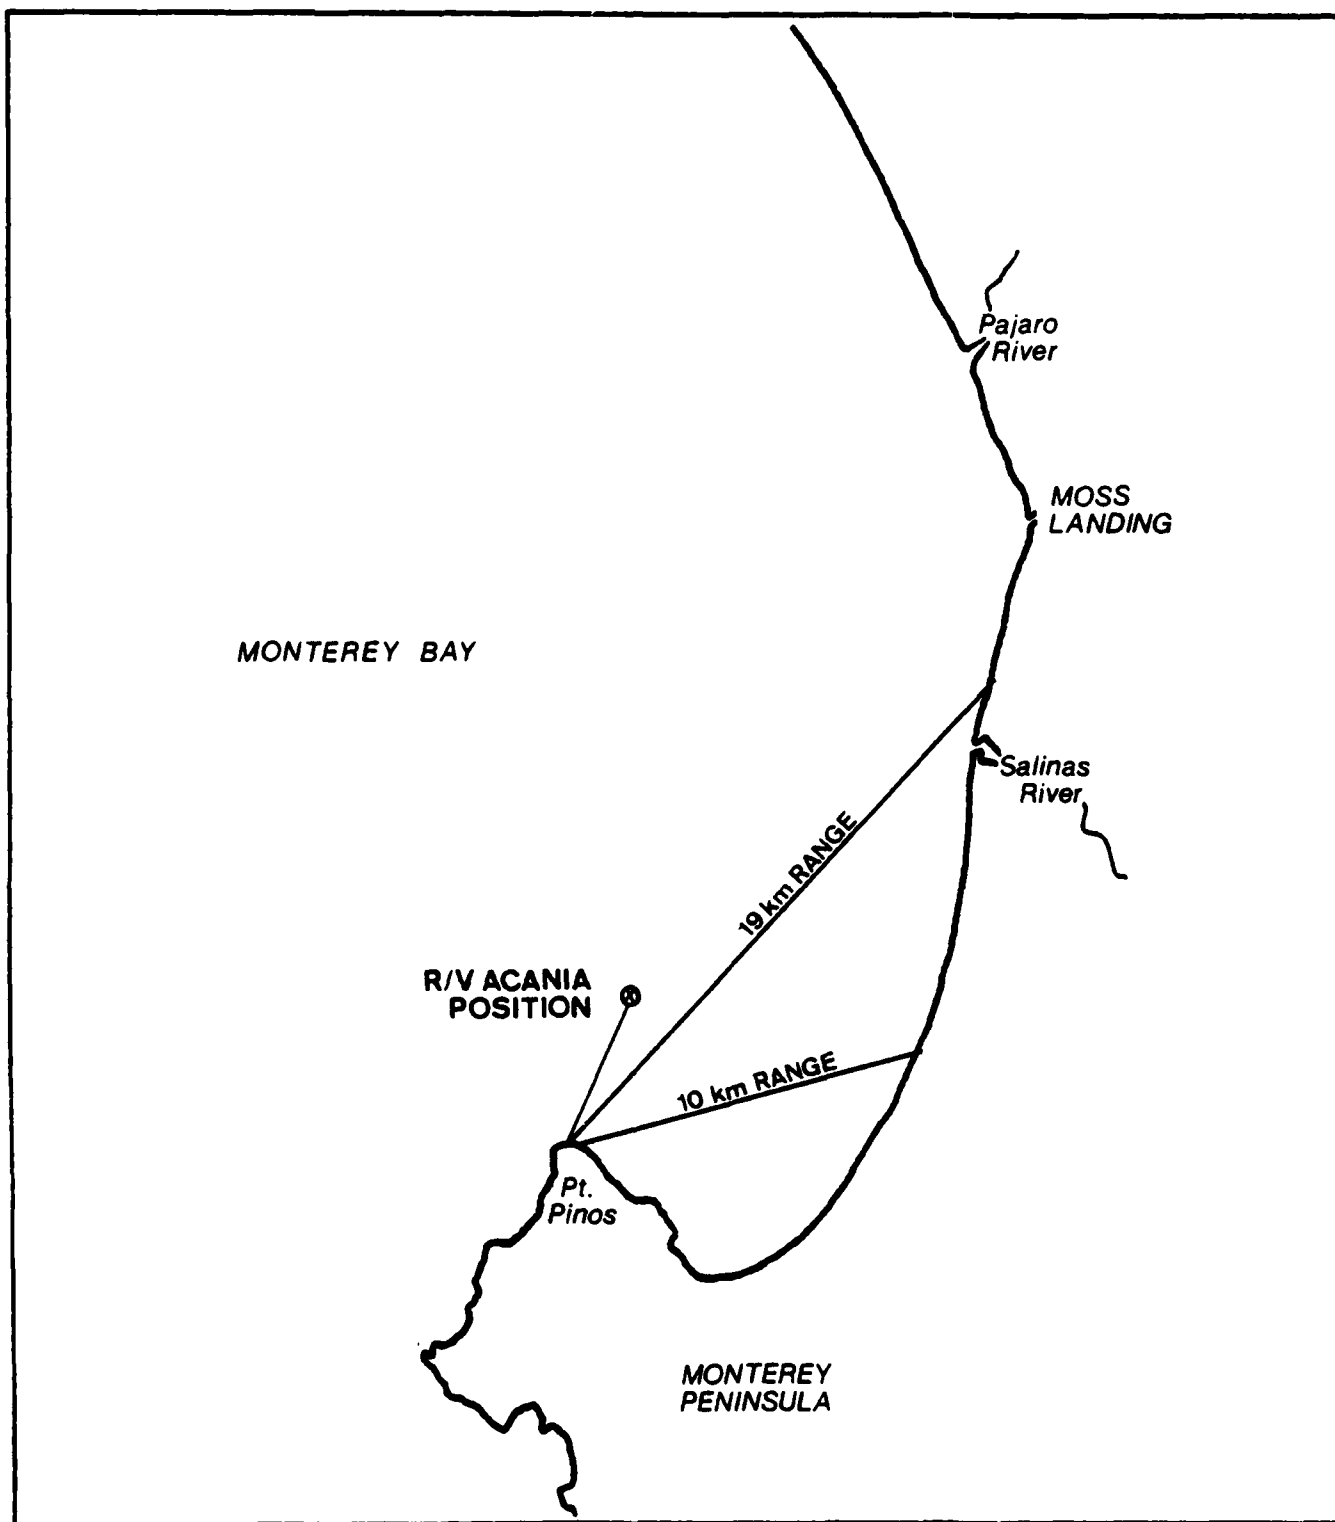 Pajaro
River
MOSS
LANDING
MONTEREY BAY
Salinas
River
19 km RANGE
R/V ACANIA
POSITION
10 km RANGE
Pt.
Pinos
MONTEREY
PENINSULA